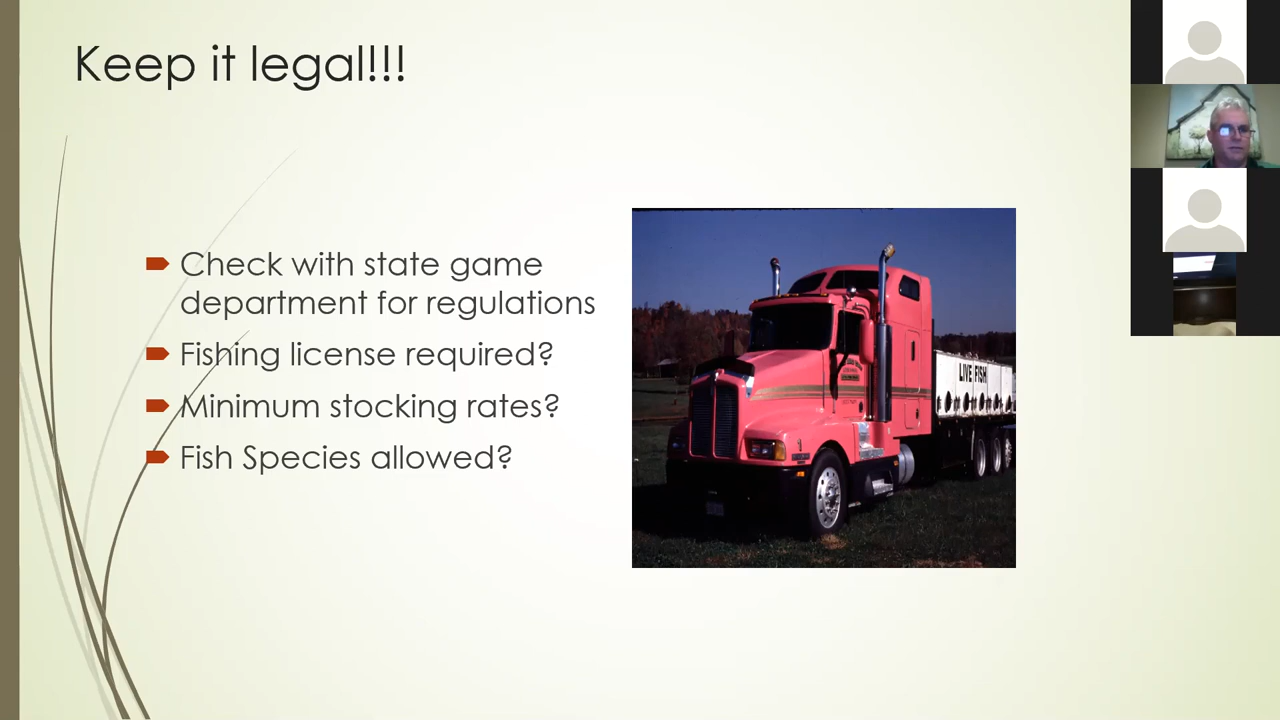 Keep it legal!!!
Check with state game
department for regulations
Fishing license required?
Minimum stocking rates?
Fish Species allowed?
LIVE FISH